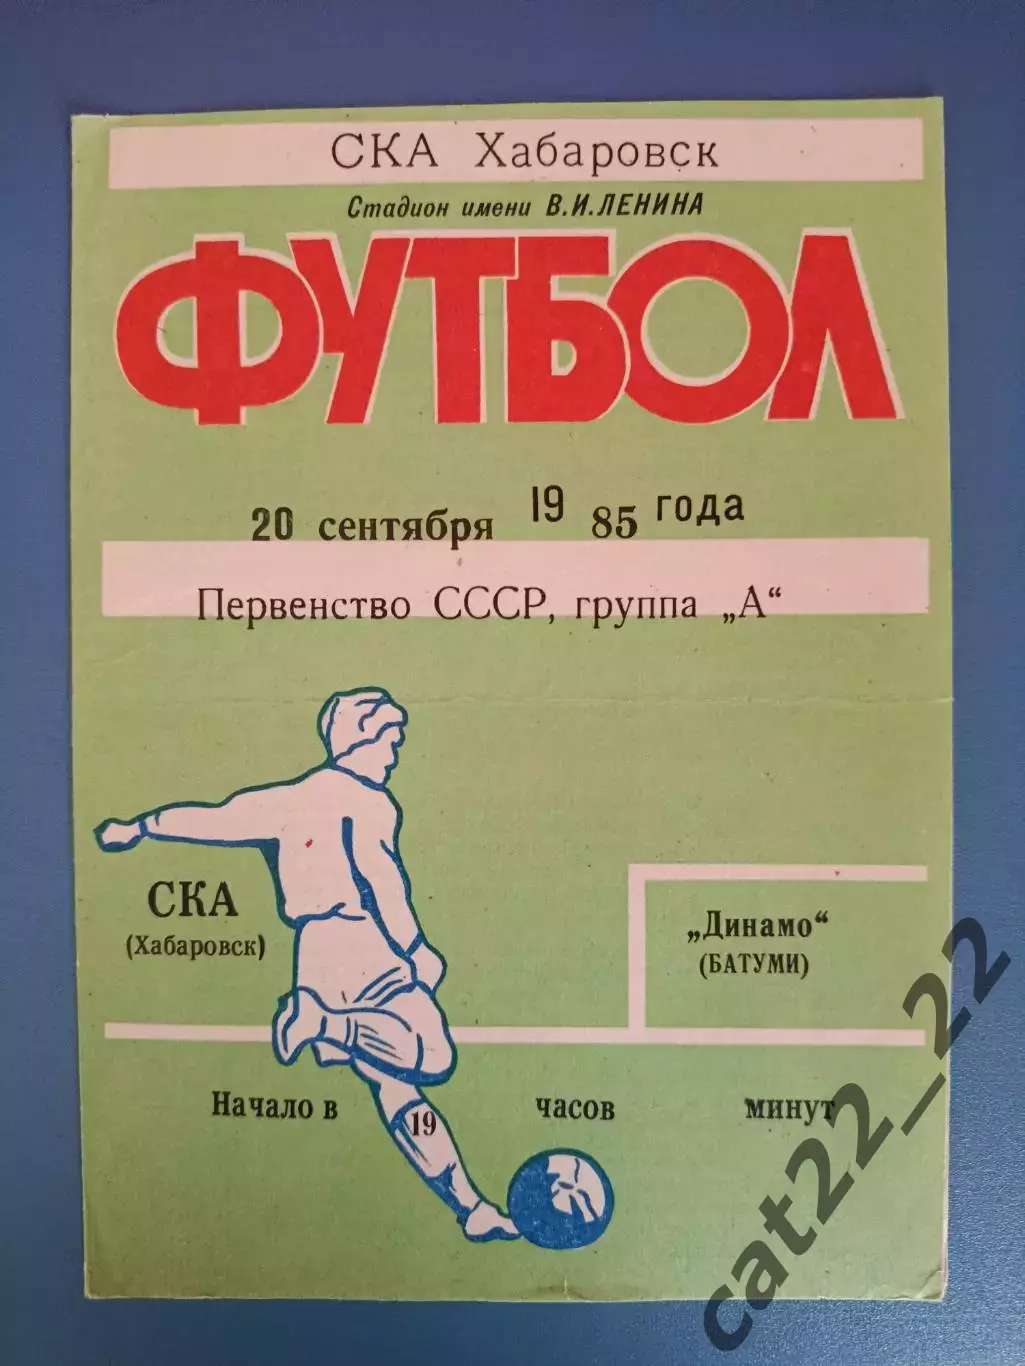 СКА Хабаровск
Стадион имени В.И.ЛЕНИНА
ФУТБОЛ
20 сентября 19 85 года
Первенство СССР, группа „А“
СКА
(Хабаровск)
„Динамо“
(БАТУМИ)
Начало в 19 часов минут
cat22_22